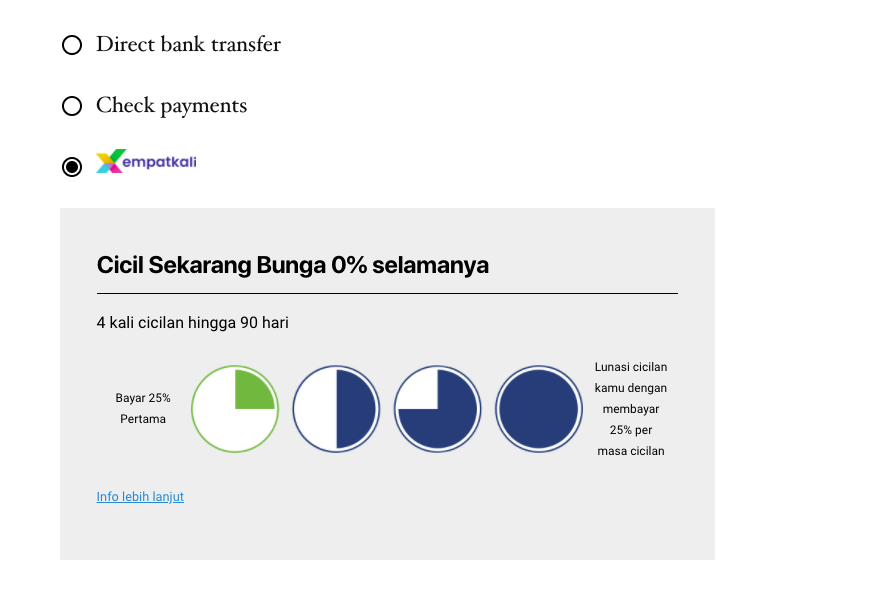 Direct bank transfer
Check payments
empatkali
Cicil Sekarang Bunga 0% selamanya
4 kali cicilan hingga 90 hari
Bayar 25%
Pertama
Lunasi cicilan
kamu dengan
membayar
25% per
masa cicilan
Info lebih lanjut